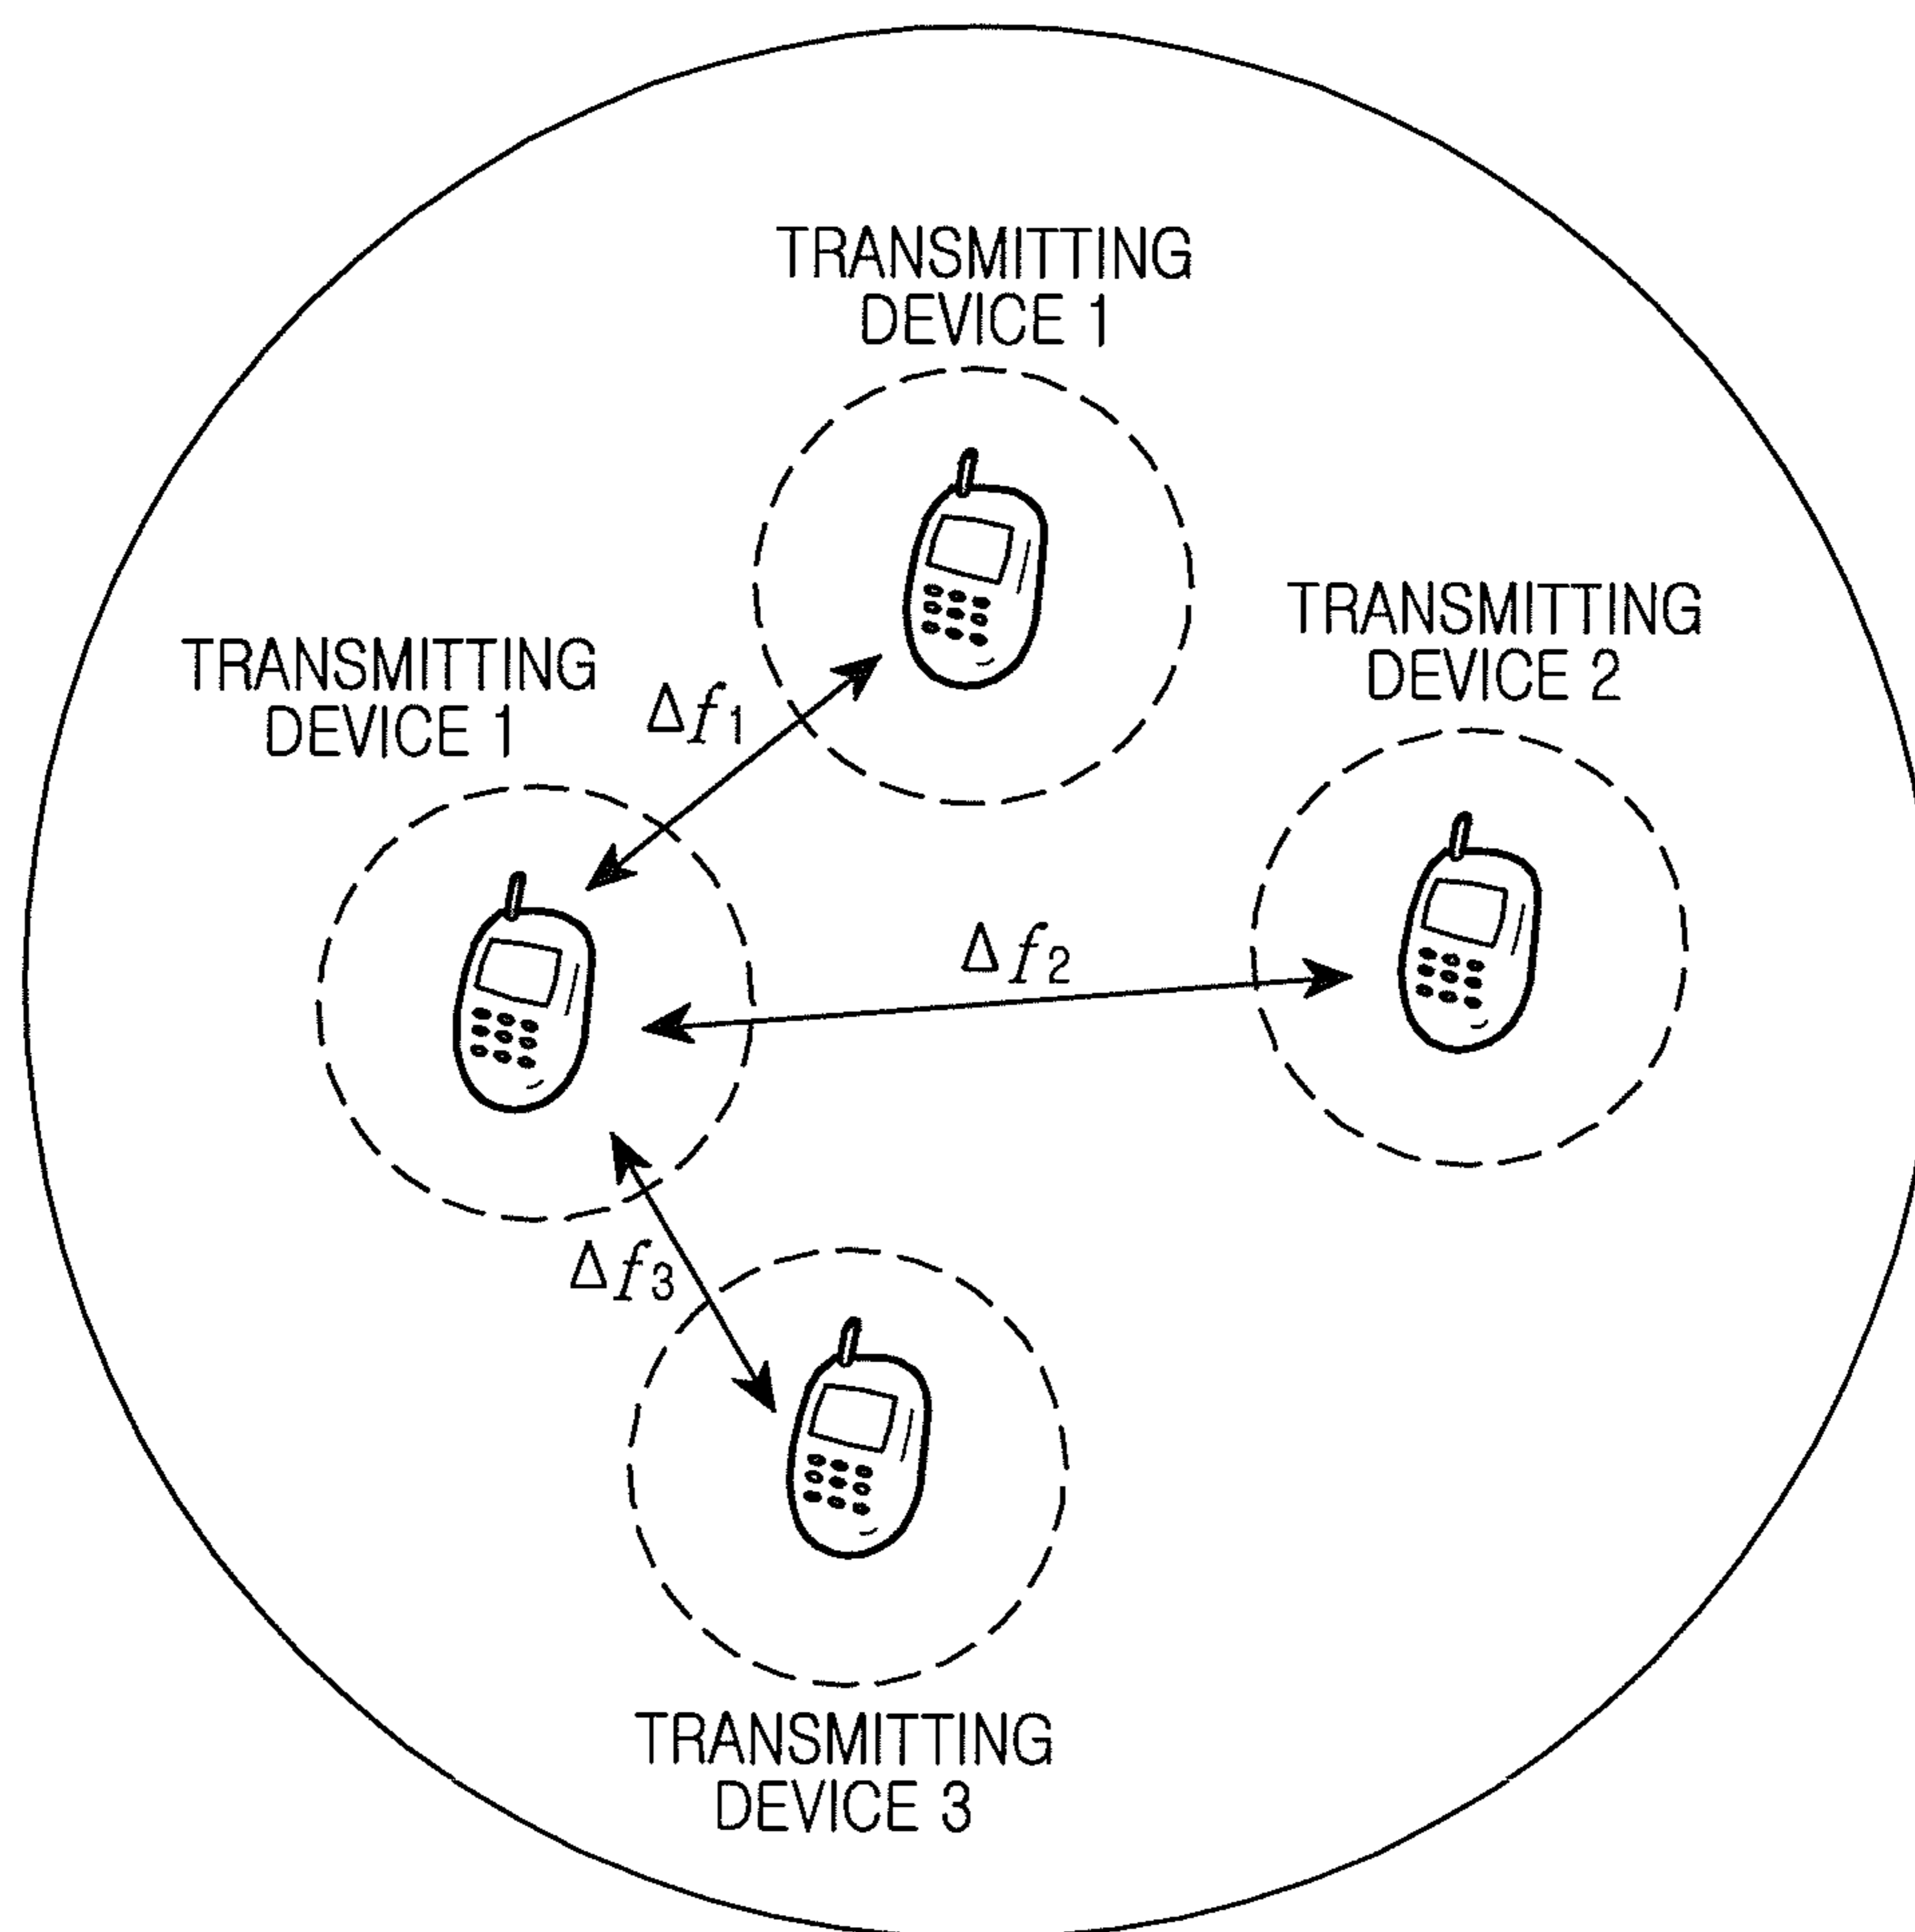 TRANSMITTING
DEVICE 1
TRANSMITTING
DEVICE 2
TRANSMITTING
DEVICE 1
Δf1
Δf2
Δf3
TRANSMITTING
DEVICE 3